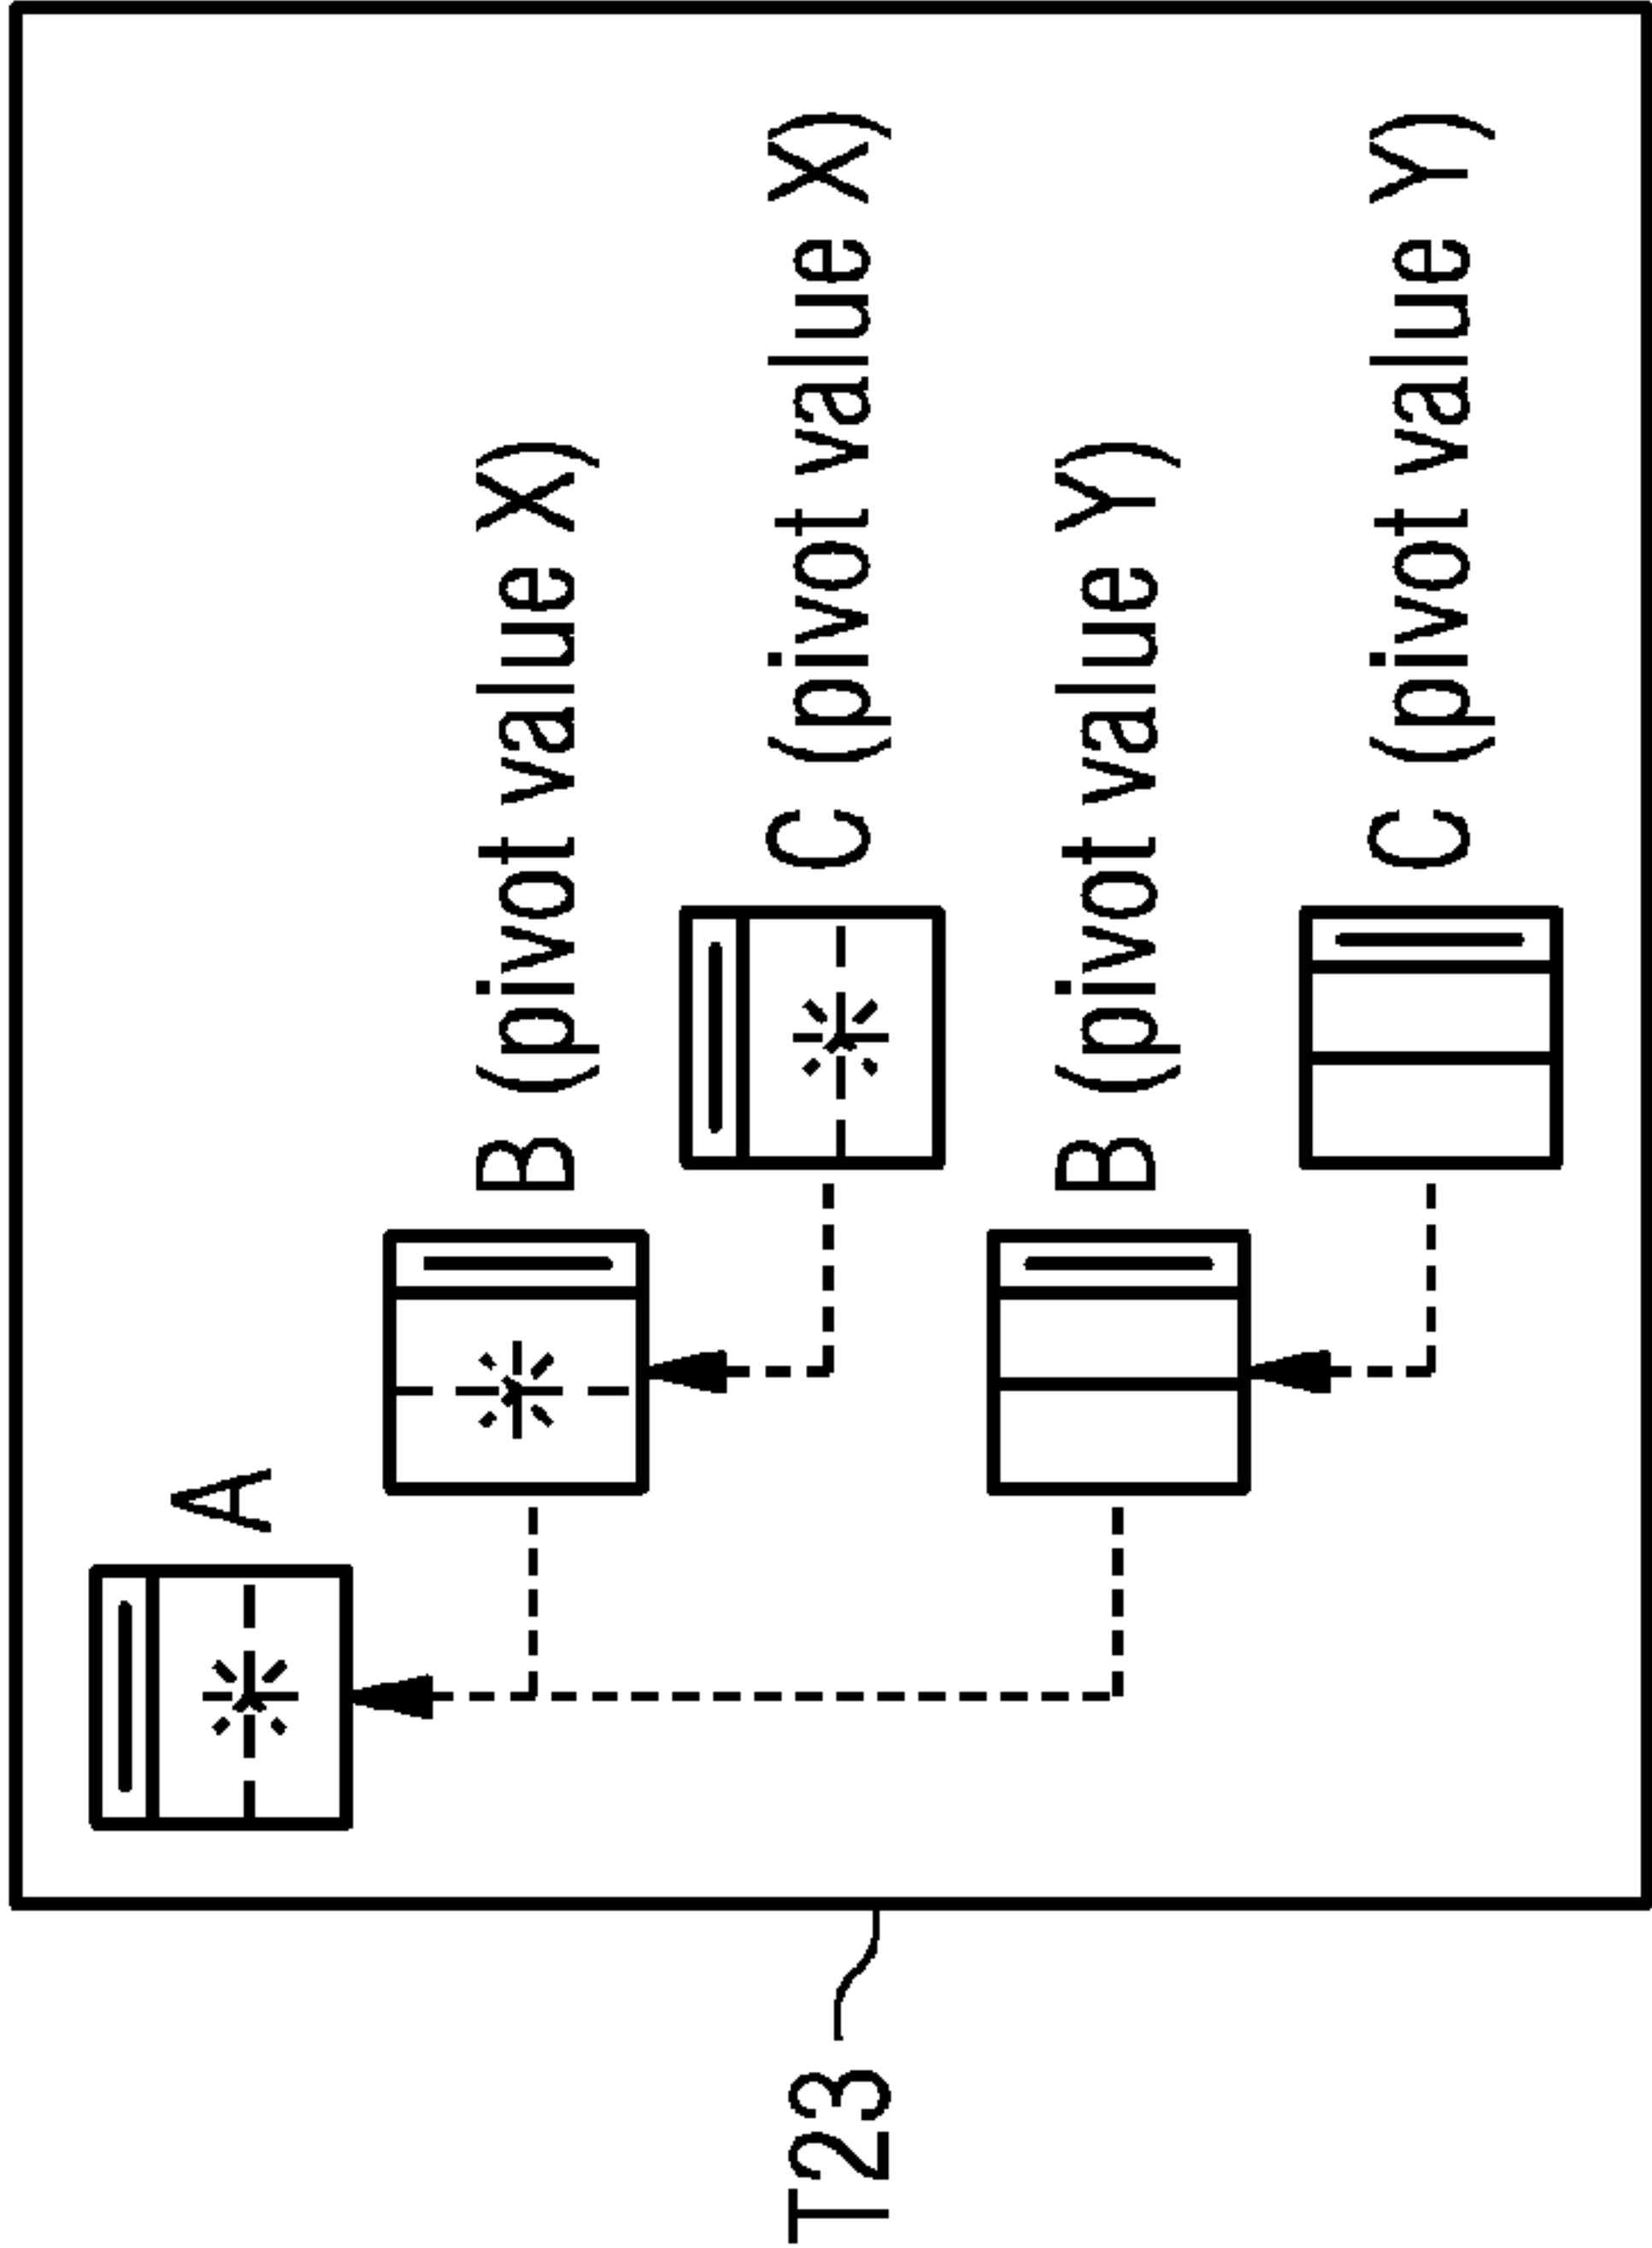 A
B (pivot value X)
C (pivot value X)
B (pivot value Y)
C (pivot value Y)
T23